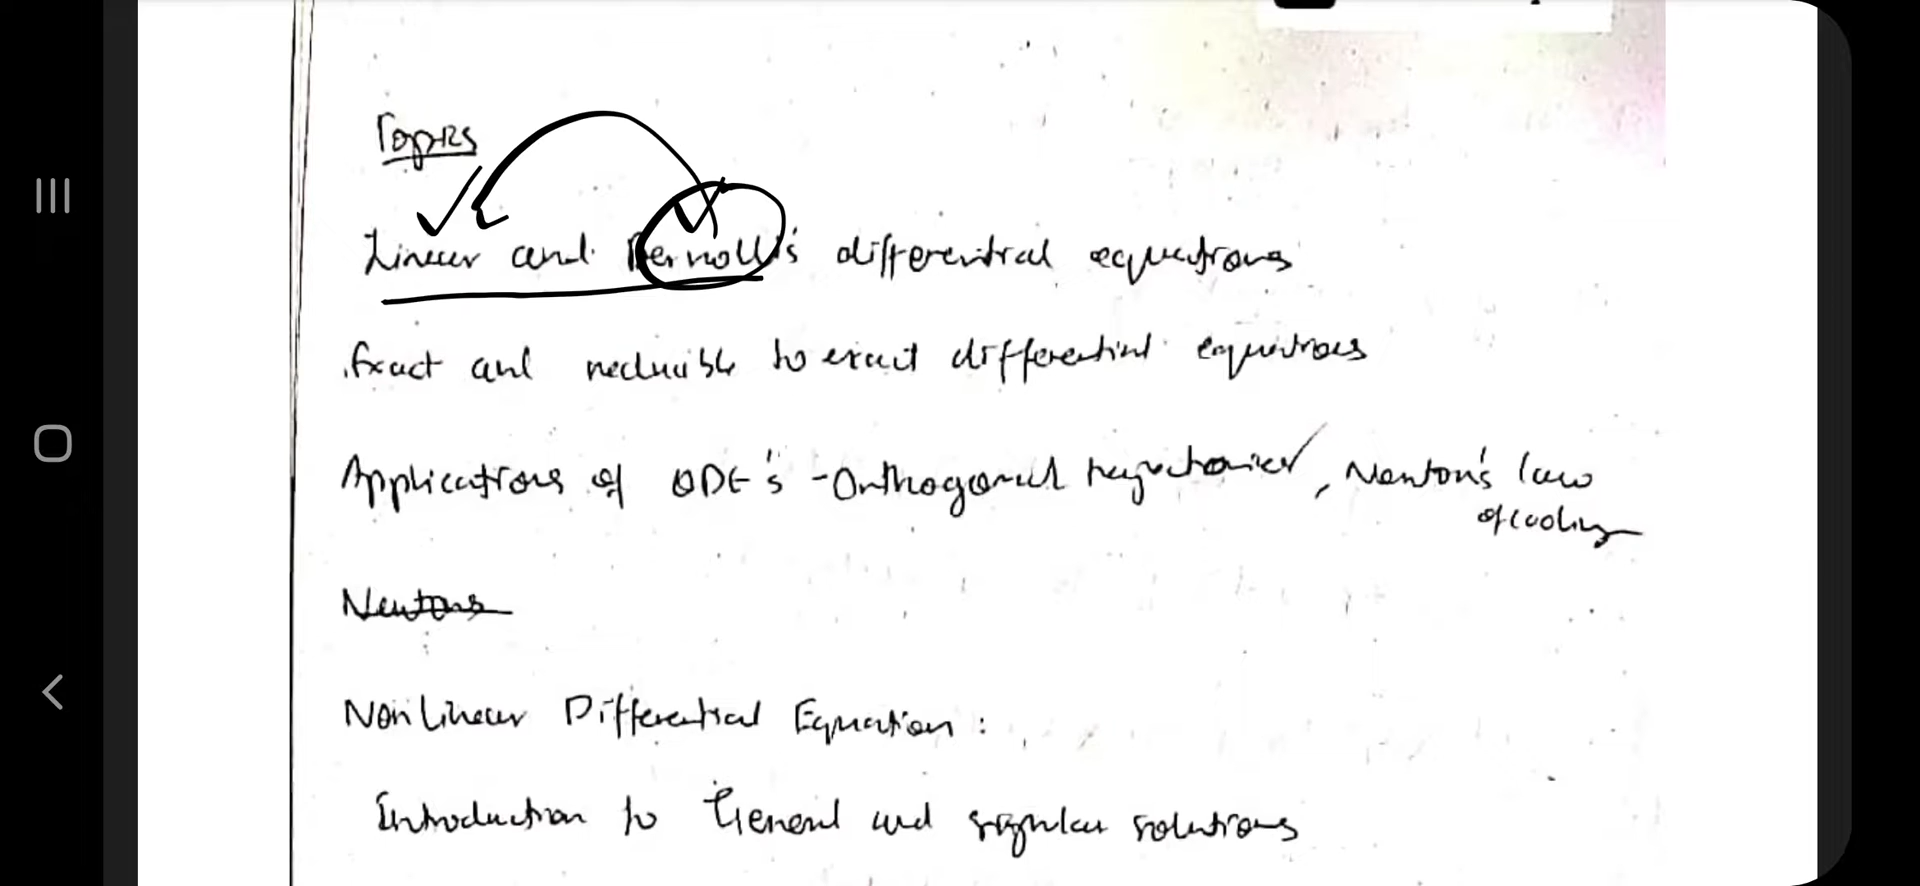 Topics
Linear and Bernolli's differential equations
Exact and reducible to exact differential equations
Applications of ODE's - Orthogonal trajectories, Newton's law
of cooling
Newtons
Non Linear Differential Equation :
Introduction to General and singular solutions